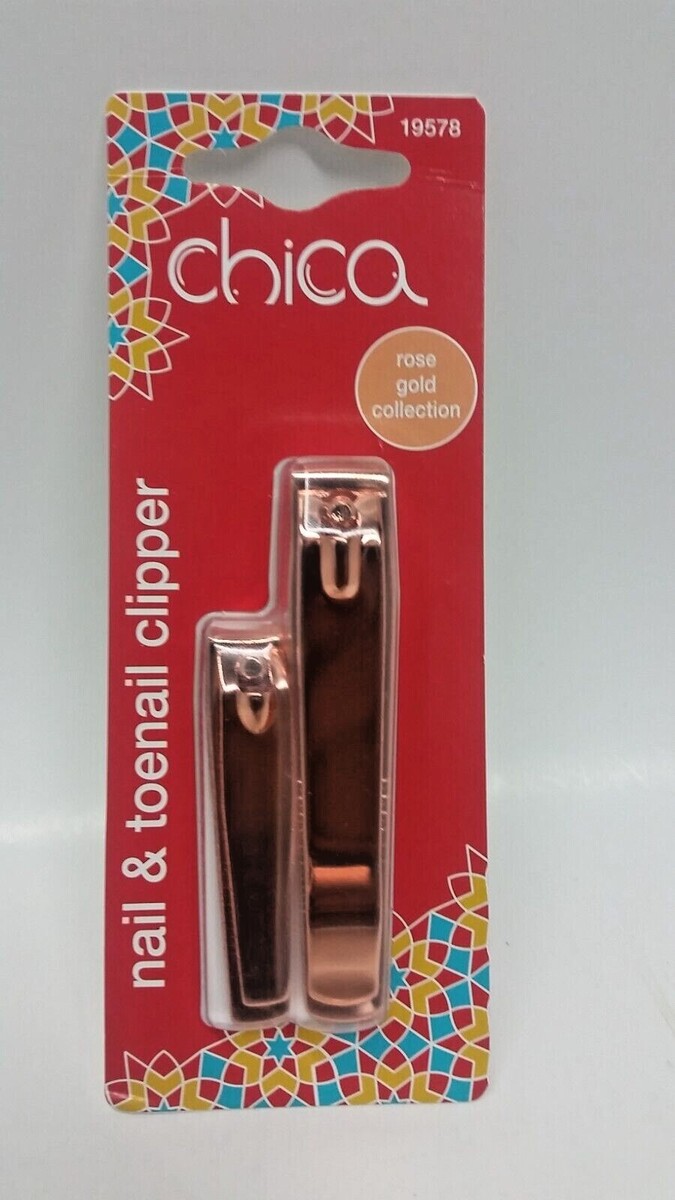 19578
chica
rose
gold
collection
nail & toenail clipper